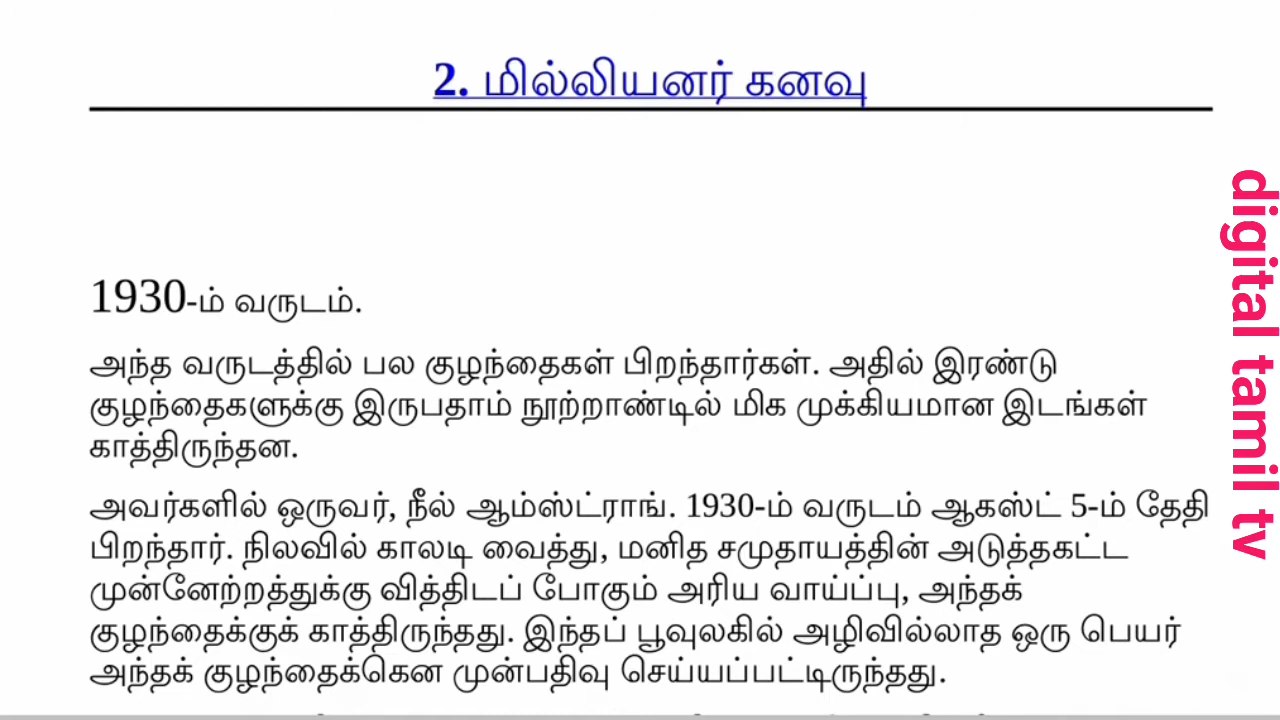 2. மில்லியனர் கனவு
1930-ம் வருடம்.
அந்த வருடத்தில் பல குழந்தைகள் பிறந்தார்கள். அதில் இரண்டு
குழந்தைகளுக்கு இருபதாம் நூற்றாண்டில் மிக முக்கியமான இடங்கள்
காத்திருந்தன.
அவர்களில் ஒருவர், நீல் ஆம்ஸ்ட்ராங். 1930-ம் வருடம் ஆகஸ்ட் 5-ம் தேதி
பிறந்தார். நிலவில் காலடி வைத்து, மனித சமுதாயத்தின் அடுத்தகட்ட
முன்னேற்றத்துக்கு வித்திடப் போகும் அரிய வாய்ப்பு, அந்தக்
குழந்தைக்குக் காத்திருந்தது. இந்தப் பூவுலகில் அழிவில்லாத ஒரு பெயர்
அந்தக் குழந்தைக்கென முன்பதிவு செய்யப்பட்டிருந்தது.
digital tamil tv